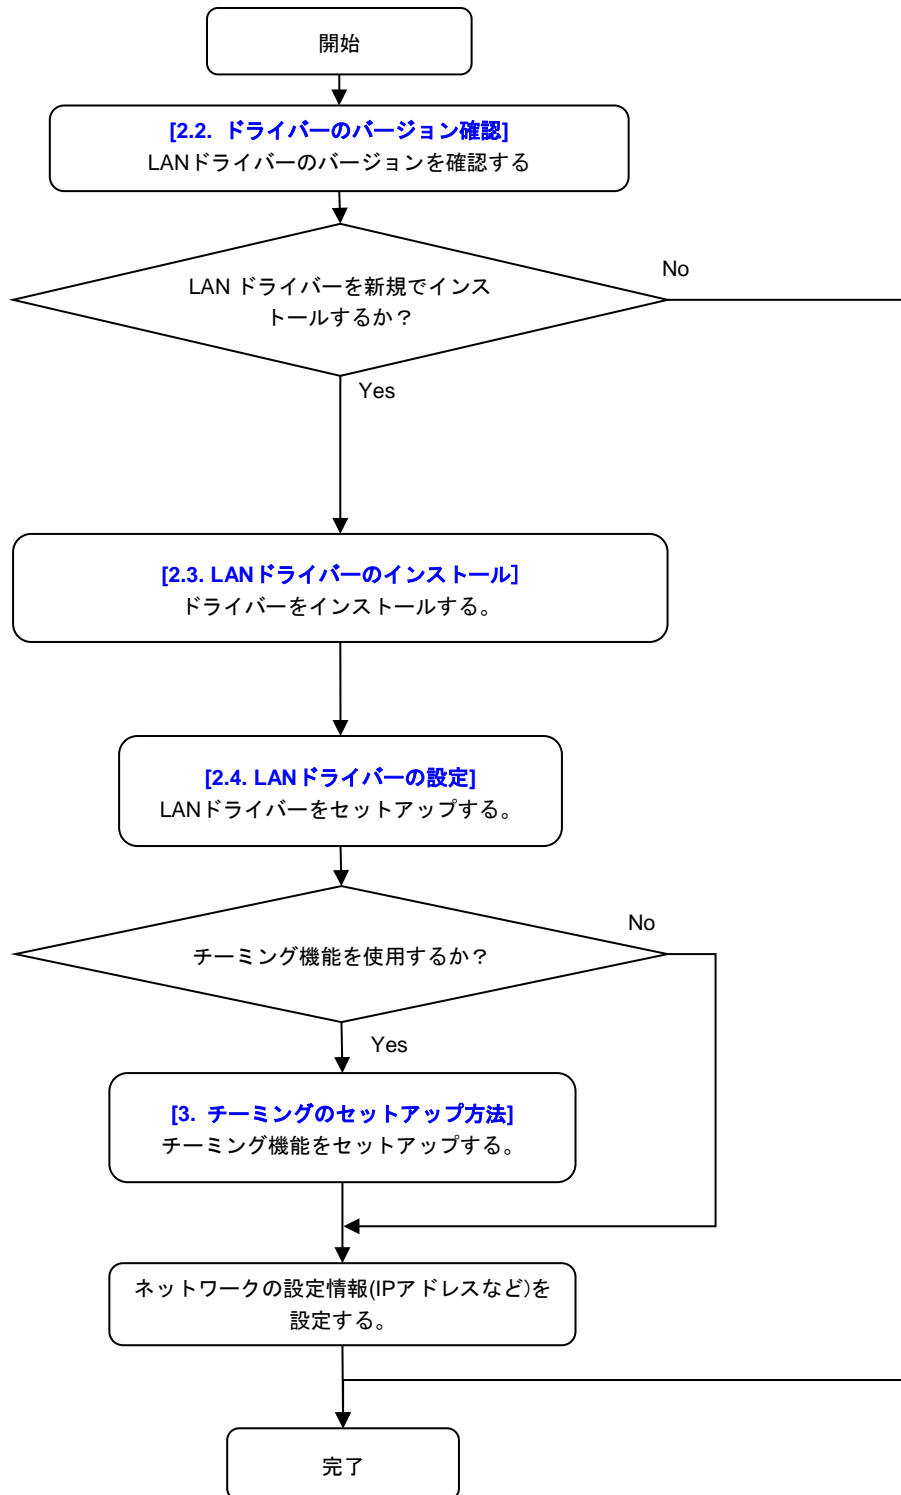 開始
[2.2. ドライバーのバージョン確認]
LANドライバーのバージョンを確認する
LAN ドライバーを新規でインス
トールするか？
No
Yes
[2.3. LANドライバーのインストール］
ドライバーをインストールする。
[2.4. LANドライバーの設定]
LANドライバーをセットアップする。
チーミング機能を使用するか？
No
Yes
[3. チーミングのセットアップ方法]
チーミング機能をセットアップする。
ネットワークの設定情報(IPアドレスなど)を
設定する。
完了